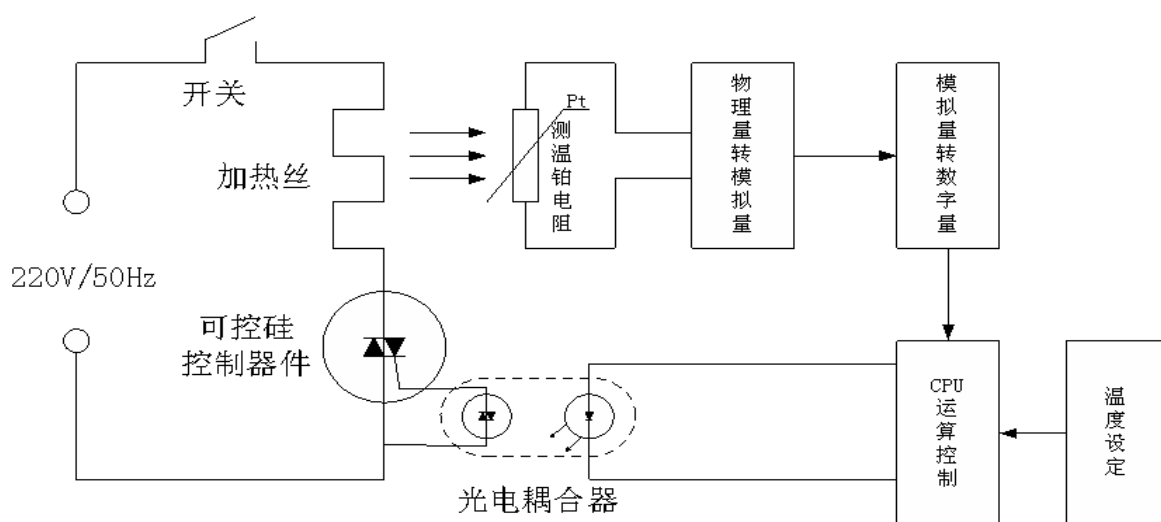 开关
加热丝
220V/50Hz
可控硅
控制器件
光电耦合器
Pt
测温铂电阻
物理量转模拟量
模拟量转数字量
CPU
运算控制
温度设定